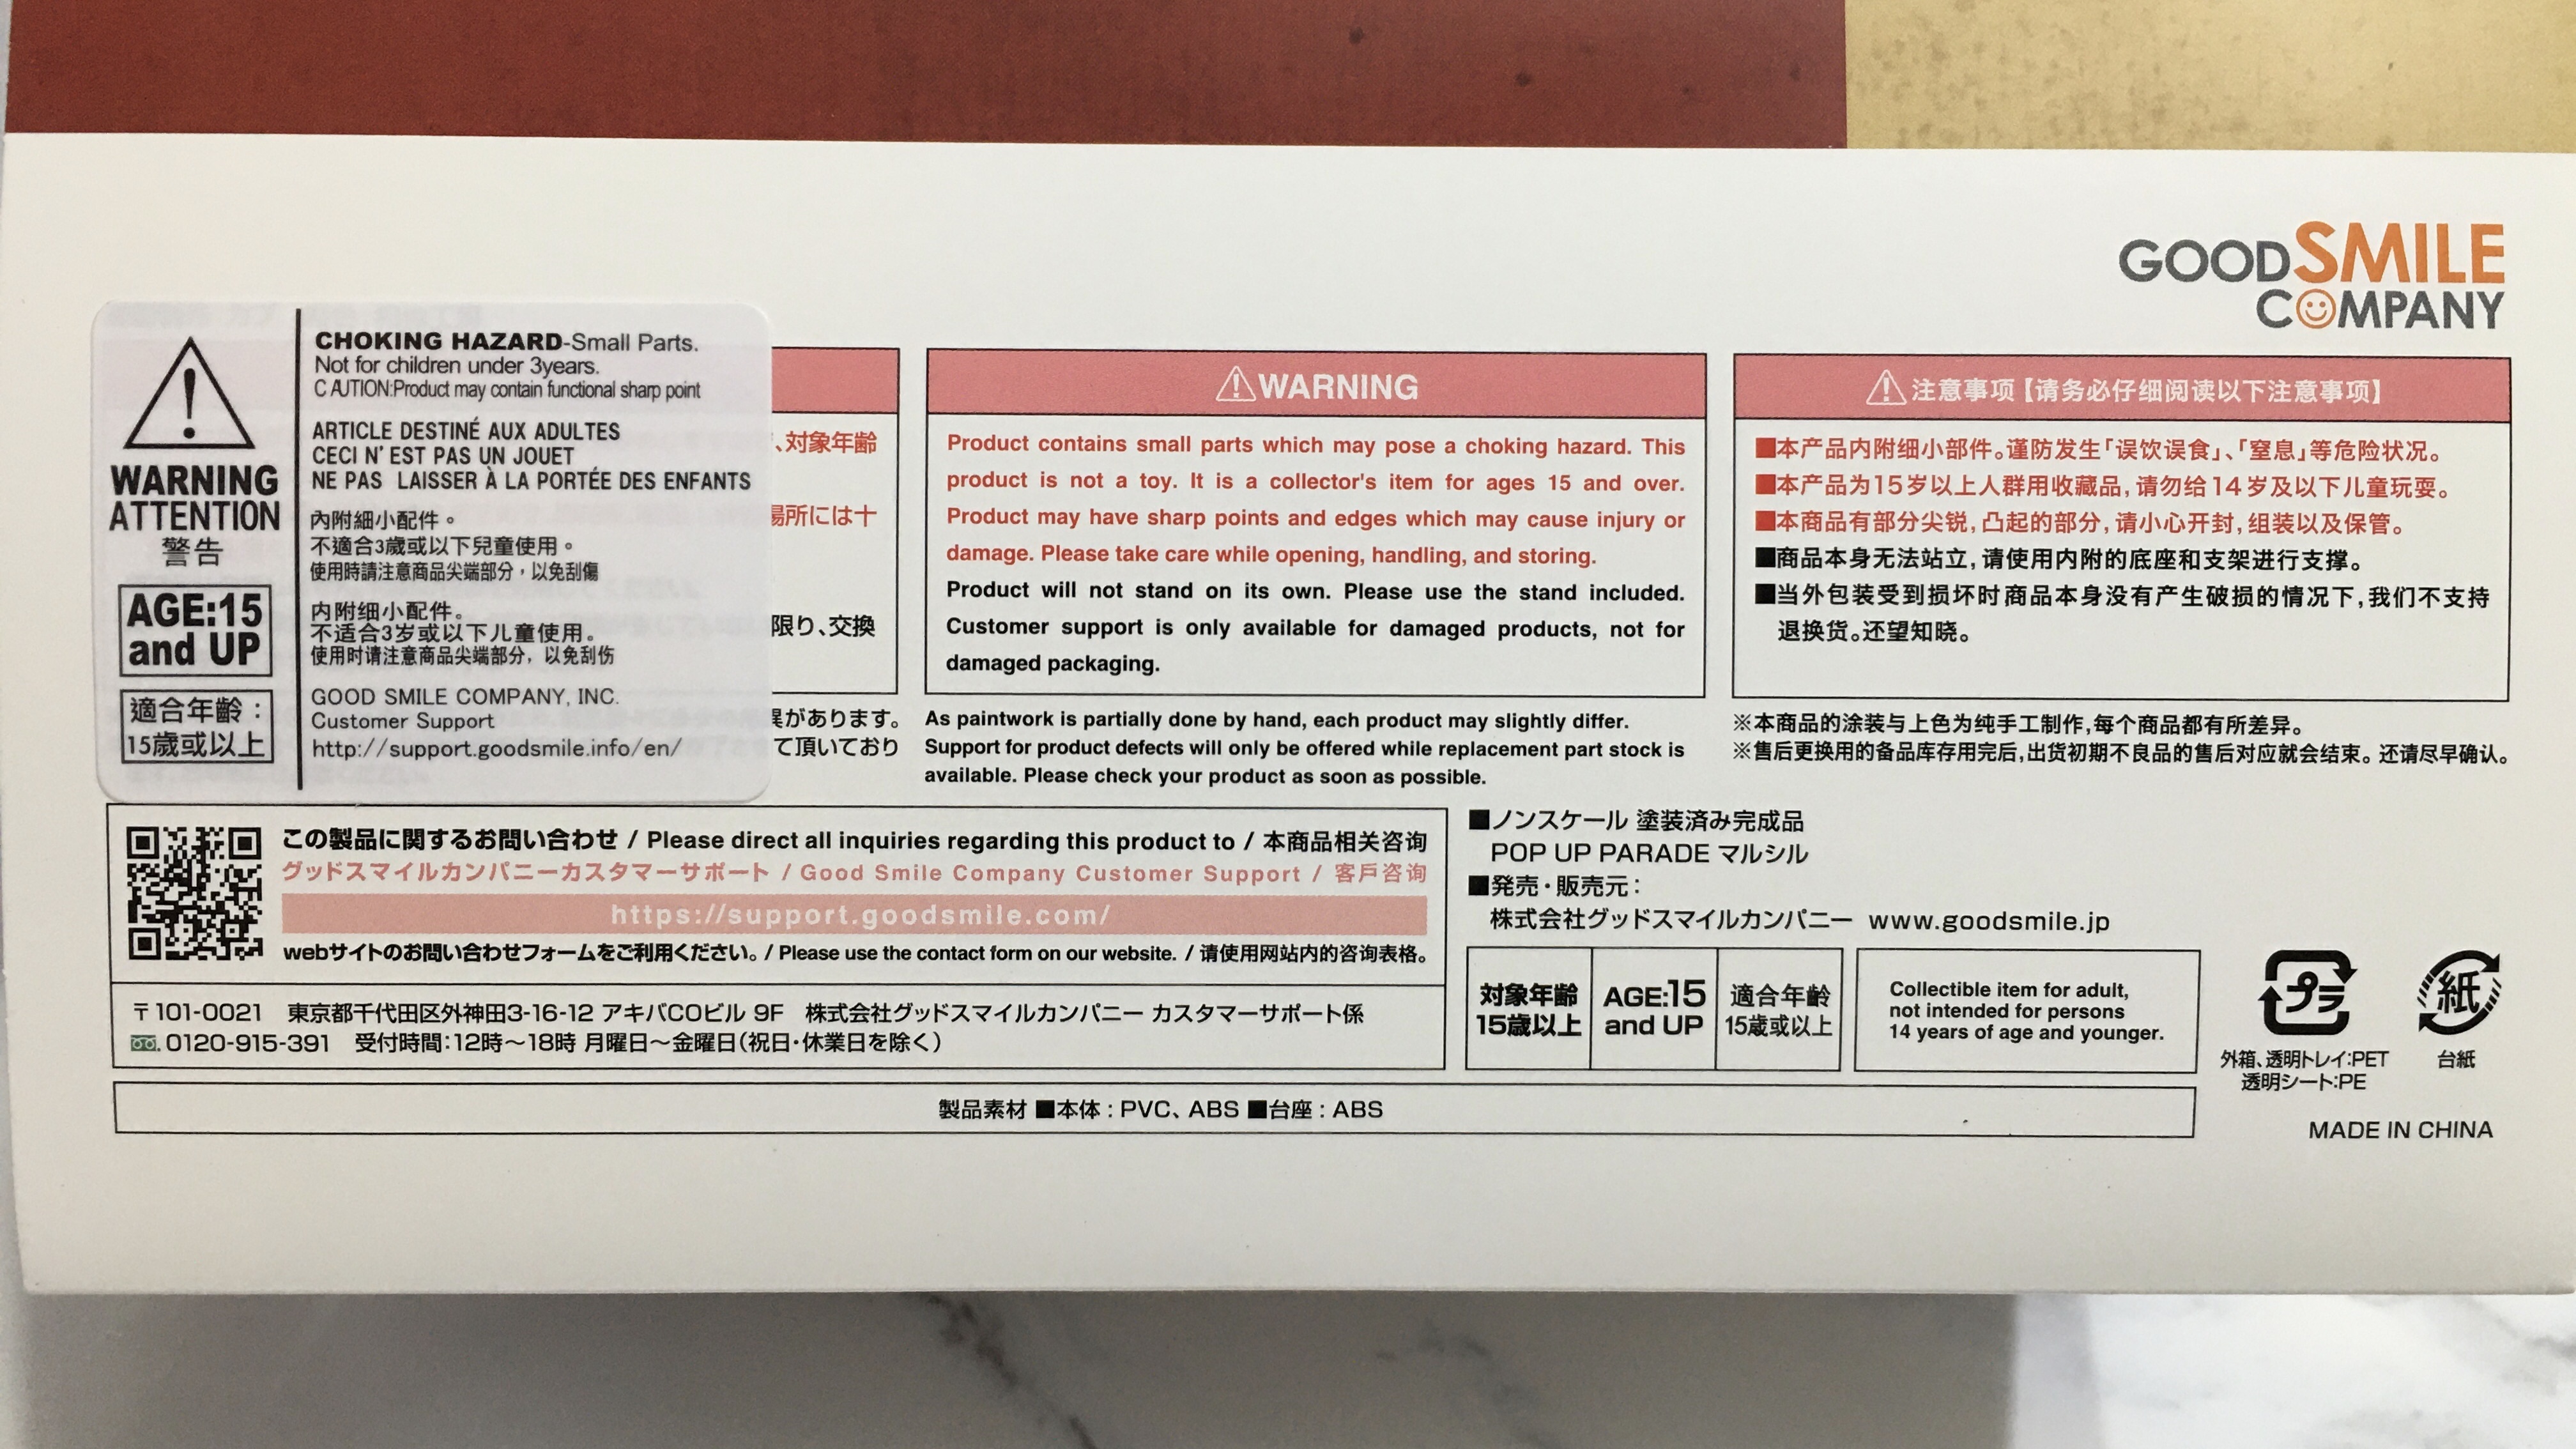 GOODSMILE
COMPANY
CHOKING HAZARD-Small Parts.
Not for children under 3years.
C AUTION:Product may contain functional sharp point
ARTICLE DESTINÉ AUX ADULTES
CECI N' EST PAS UN JOUET
NE PAS LAISSER À LA PORTÉE DES ENFANTS
內附細小配件。
不適合3歲或以下兒童使用。
使用時請注意商品尖端部分，以免刮傷
内附细小配件。
不适合3岁或以下儿童使用。
使用时请注意商品尖端部分，以免刮伤
GOOD SMILE COMPANY, INC.
Customer Support
http://support.goodsmile.info/en/
WARNING
ATTENTION
警告
AGE:15
and UP
適合年齡：
15歲或以上
、対象年齢
場所には十
限り、交換
異があります。
て頂いており
⚠WARNING
Product contains small parts which may pose a choking hazard. This
product is not a toy. It is a collector's item for ages 15 and over.
Product may have sharp points and edges which may cause injury or
damage. Please take care while opening, handling, and storing.
Product will not stand on its own. Please use the stand included.
Customer support is only available for damaged products, not for
damaged packaging.
As paintwork is partially done by hand, each product may slightly differ.
Support for product defects will only be offered while replacement part stock is
available. Please check your product as soon as possible.
⚠注意事项【请务必仔细阅读以下注意事项】
■本产品内附细小部件。谨防发生「误饮误食」、「窒息」等危险状况。
■本产品为15岁以上人群用收藏品,请勿给14岁及以下儿童玩耍。
■本商品有部分尖锐,凸起的部分,请小心开封,组装以及保管。
■商品本身无法站立,请使用内附的底座和支架进行支撑。
■当外包装受到损坏时商品本身没有产生破损的情况下,我们不支持
退换货。还望知晓。
※本商品的涂装与上色为纯手工制作,每个商品都有所差异。
※售后更换用的备品库存用完后,出货初期不良品的售后对应就会结束。还请尽早确认。
この製品に関するお問い合わせ / Please direct all inquiries regarding this product to / 本商品相关咨询
グッドスマイルカンパニーカスタマーサポート / Good Smile Company Customer Support / 客戶咨询
https://support.goodsmile.com/
webサイトのお問い合わせフォームをご利用ください。/ Please use the contact form on our website. / 请使用网站内的咨询表格。
〒101-0021 東京都千代田区外神田3-16-12 アキバCOビル 9F 株式会社グッドスマイルカンパニー カスタマーサポート係
0120-915-391 受付時間:12時〜18時 月曜日〜金曜日(祝日・休業日を除く)
■ノンスケール 塗装済み完成品
POP UP PARADE マルシル
■発売・販売元：
株式会社グッドスマイルカンパニー www.goodsmile.jp
対象年齢
15歳以上
AGE:15
and UP
適合年齡
15歲或以上
Collectible item for adult,
not intended for persons
14 years of age and younger.
プラ
外箱、透明トレイ:PET
透明シート:PE
紙
台紙
製品素材 ■本体：PVC、ABS ■台座：ABS
MADE IN CHINA